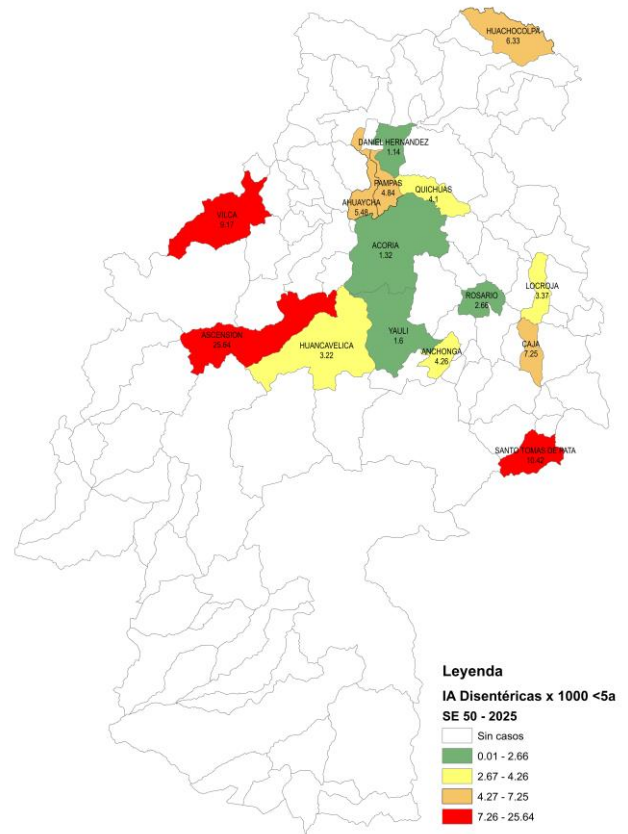 HUACHOCOLPA
6.33
DANIEL HERNANDEZ
1.14
PAMPAS
4.84
QUICHUAS
4.1
AHUAYCHA
5.46
VILCA
9.17
ACORIA
1.32
LOCROJA
3.37
ROSARIO
2.66
ASCENSION
25.64
HUANCAVELICA
3.22
YAULI
1.6
ANCHONGA
4.26
CAJA
7.25
SANTO TOMAS DE PATA
10.42
Leyenda
IA Disentéricas x 1000 <5a
SE 50 - 2025
Sin casos
0.01 - 2.66
2.67 - 4.26
4.27 - 7.25
7.26 - 25.64